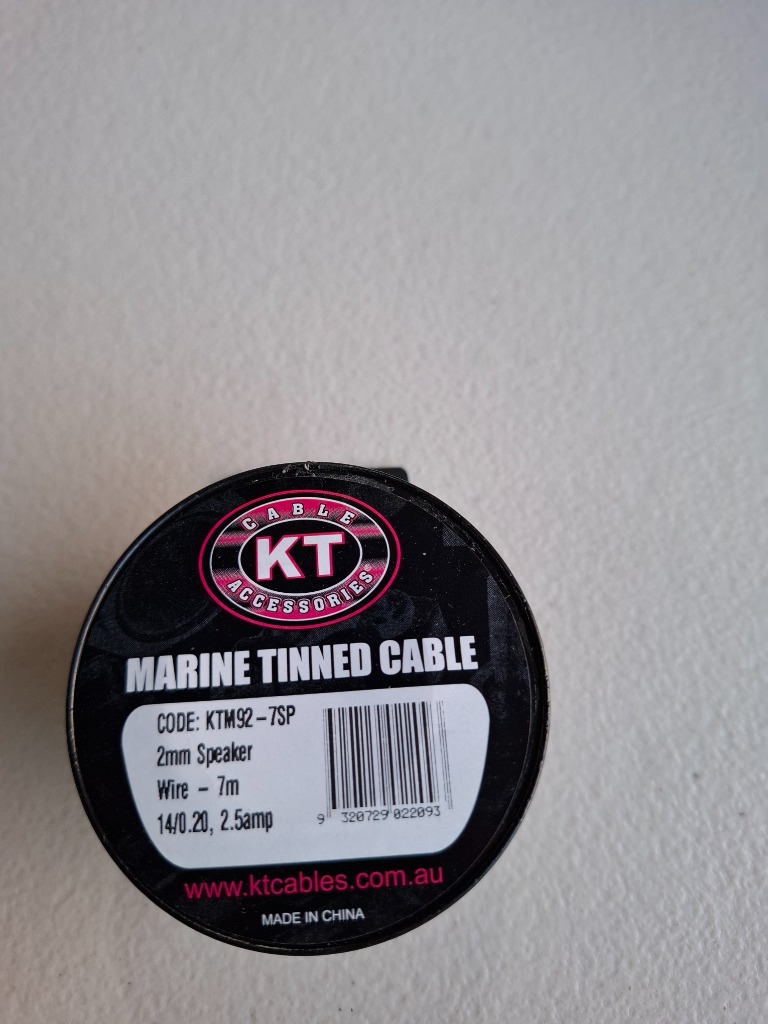 CABLE
KT
ACCESSORIES®
MARINE TINNED CABLE
CODE: KTM92-7SP
2mm Speaker
Wire - 7m
14/0.20, 2.5amp
9 320729 022093
www.ktcables.com.au
MADE IN CHINA